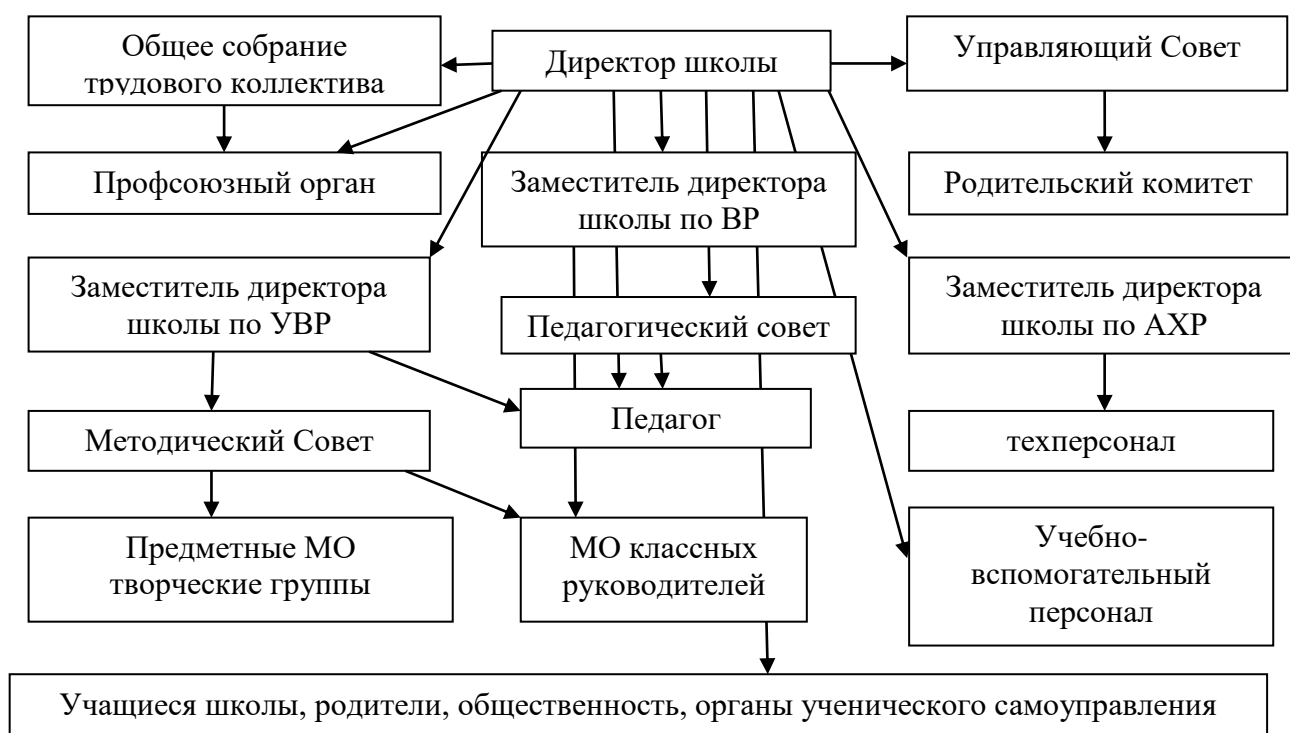 Общее собрание
трудового коллектива
Директор школы
Управляющий Совет
Профсоюзный орган
Заместитель директора
школы по ВР
Родительский комитет
Заместитель директора
школы по УВР
Педагогический совет
Заместитель директора
школы по АХР
Методический Совет
Педагог
техперсонал
Предметные МО
творческие группы
МО классных
руководителей
Учебно-
вспомогательный
персонал
Учащиеся школы, родители, общественность, органы ученического самоуправления